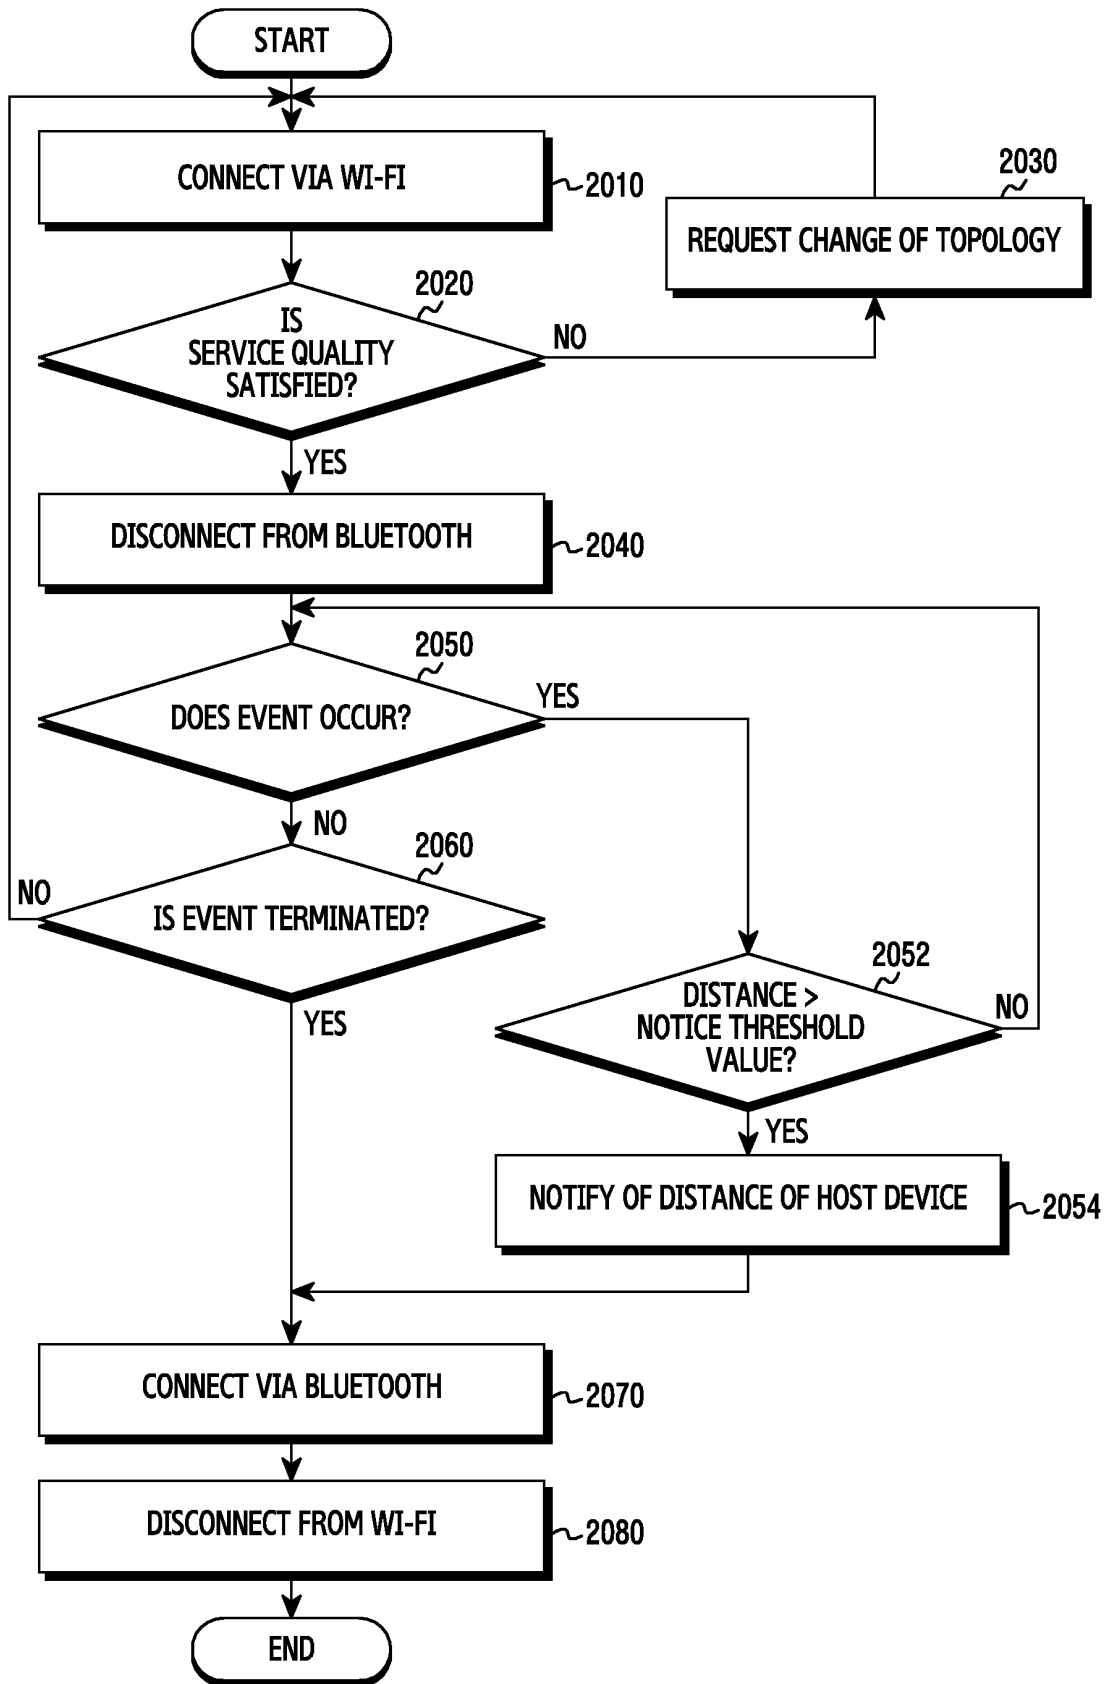 START
CONNECT VIA WI-FI
2010
2030
REQUEST CHANGE OF TOPOLOGY
2020
IS
SERVICE QUALITY
SATISFIED?
NO
YES
DISCONNECT FROM BLUETOOTH
2040
2050
DOES EVENT OCCUR?
YES
NO
2060
NO
IS EVENT TERMINATED?
YES
2052
DISTANCE >
NOTICE THRESHOLD
VALUE?
NO
YES
NOTIFY OF DISTANCE OF HOST DEVICE
2054
CONNECT VIA BLUETOOTH
2070
DISCONNECT FROM WI-FI
2080
END